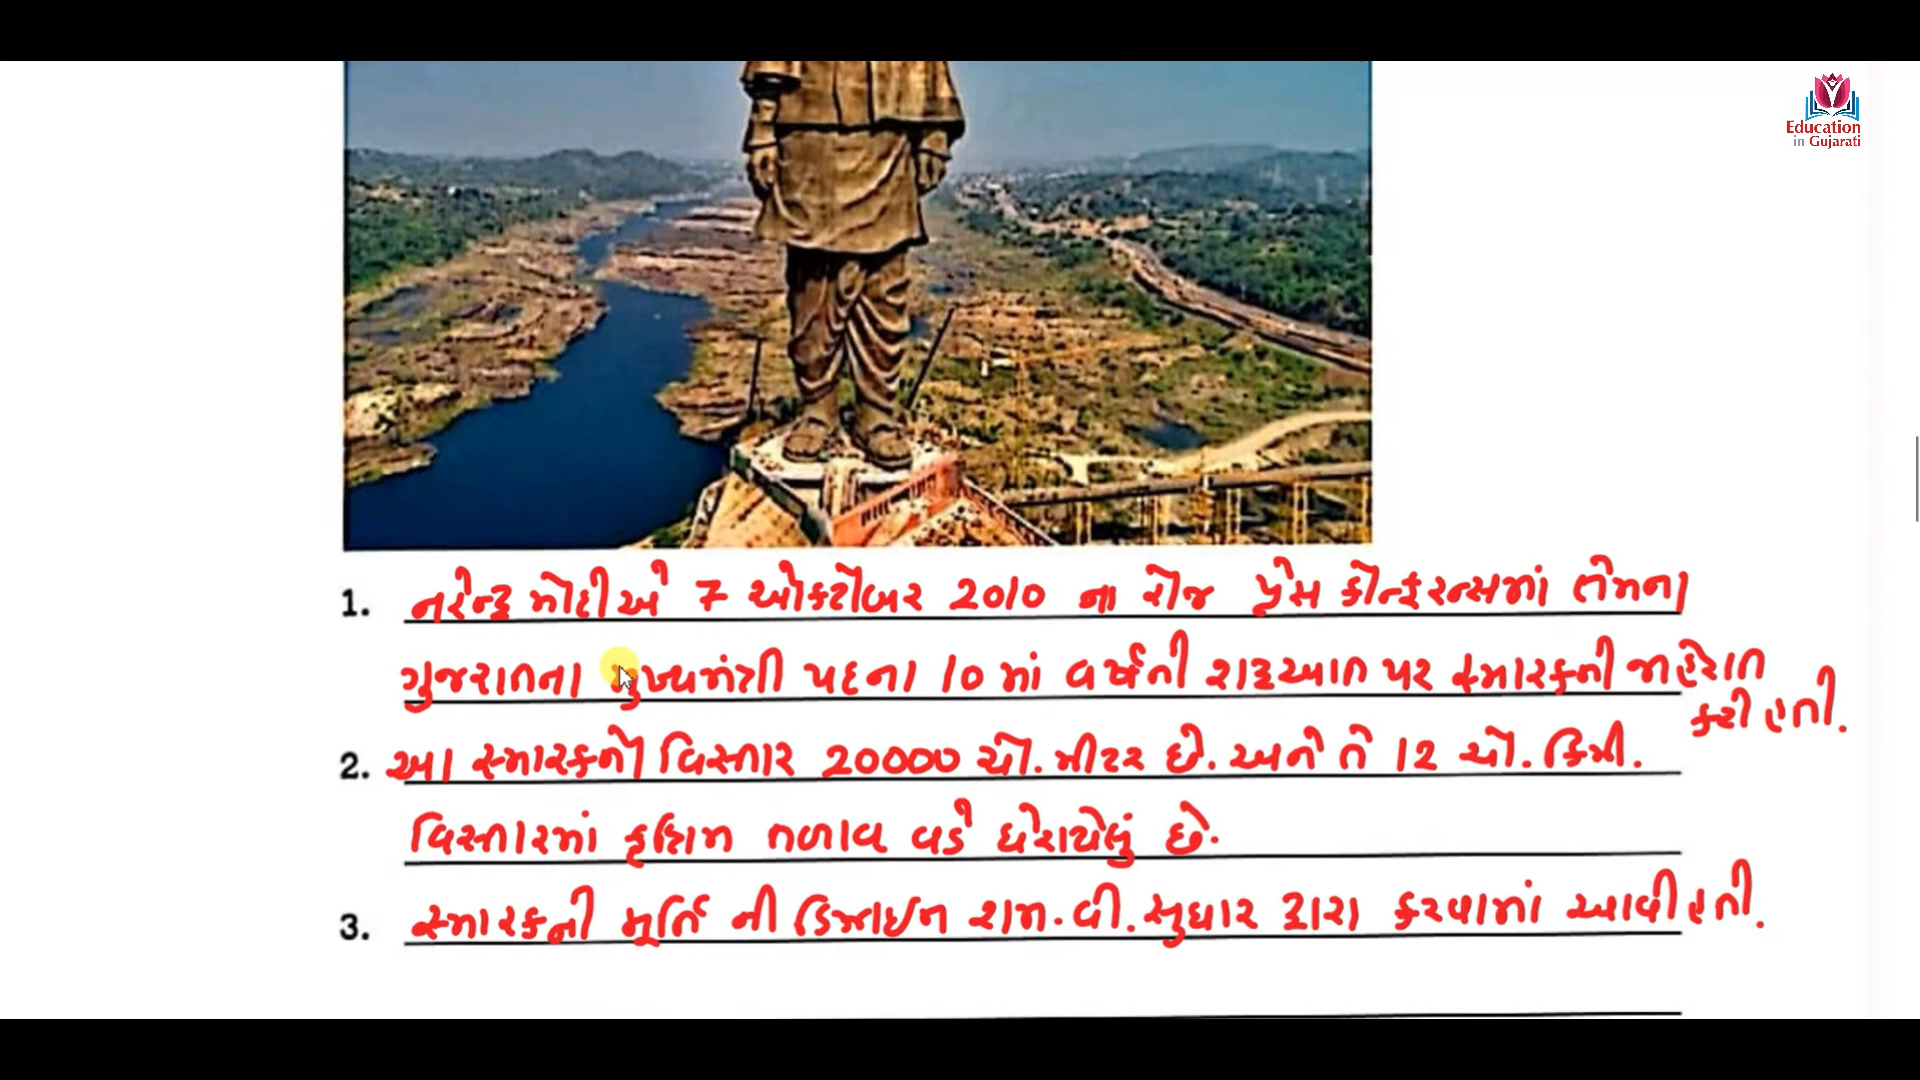 Education
in Gujarati
1. નરેન્દ્ર મોદીએ 7 ઓક્ટોબર 2010 ના રોજ પ્રેસ કોન્ફરન્સમાં તેમના
ગુજરાતના મુખ્યમંત્રી પદના 10 માં વર્ષની શરૂઆત પર સ્મારકની જાહેરાત
કરી હતી.
2. આ સ્મારકનો વિસ્તાર 20000 ચો. મીટર છે. અને તે 12 ચો. કિમી.
વિસ્તારમાં કૃત્રિમ તળાવ વડે ઘેરાયેલું છે.
3. સ્મારકની મૂર્તિ ની ડિઝાઇન રામ. વી. સુથાર દ્વારા કરવામાં આવી હતી.